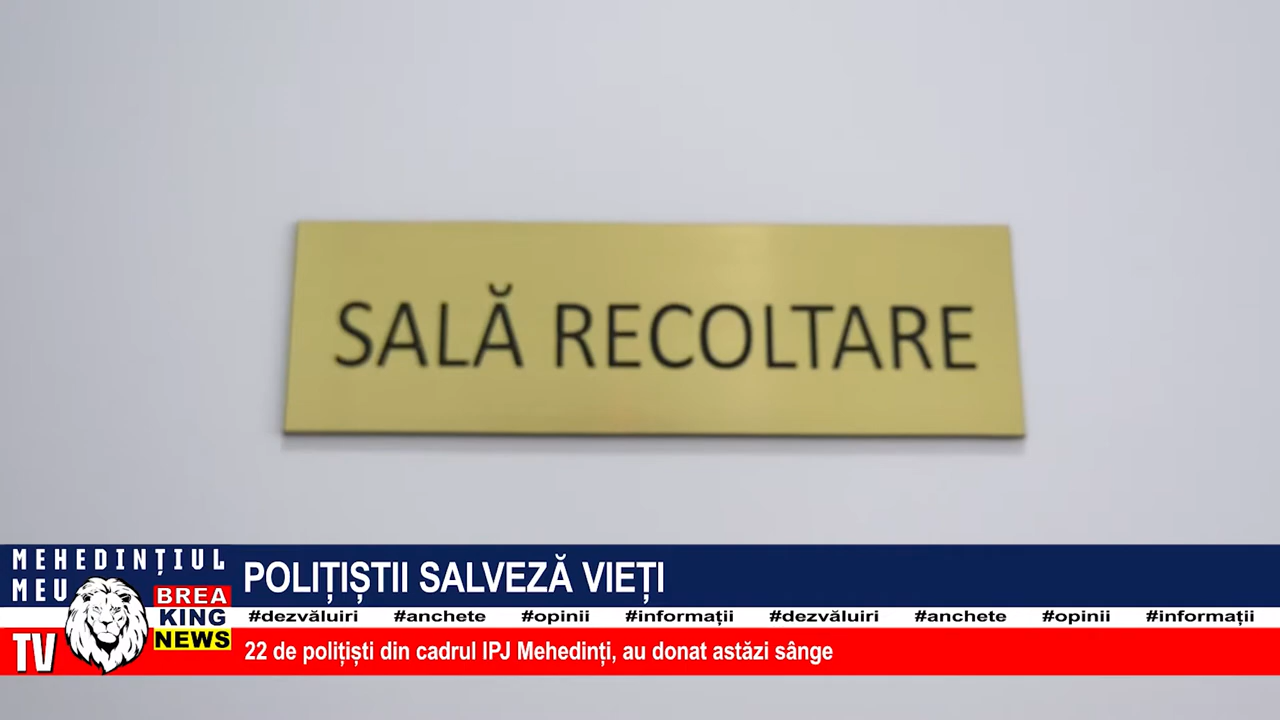 SALĂ RECOLTARE
MEHEDINȚIUL
MEU
TV
BREA
KING
NEWS
POLIȚIȘTII SALVEZĂ VIEȚI
#dezvăluiri #anchete #opinii #informații #dezvăluiri #anchete #opinii #informații
22 de polițiști din cadrul IPJ Mehedinți, au donat astăzi sânge